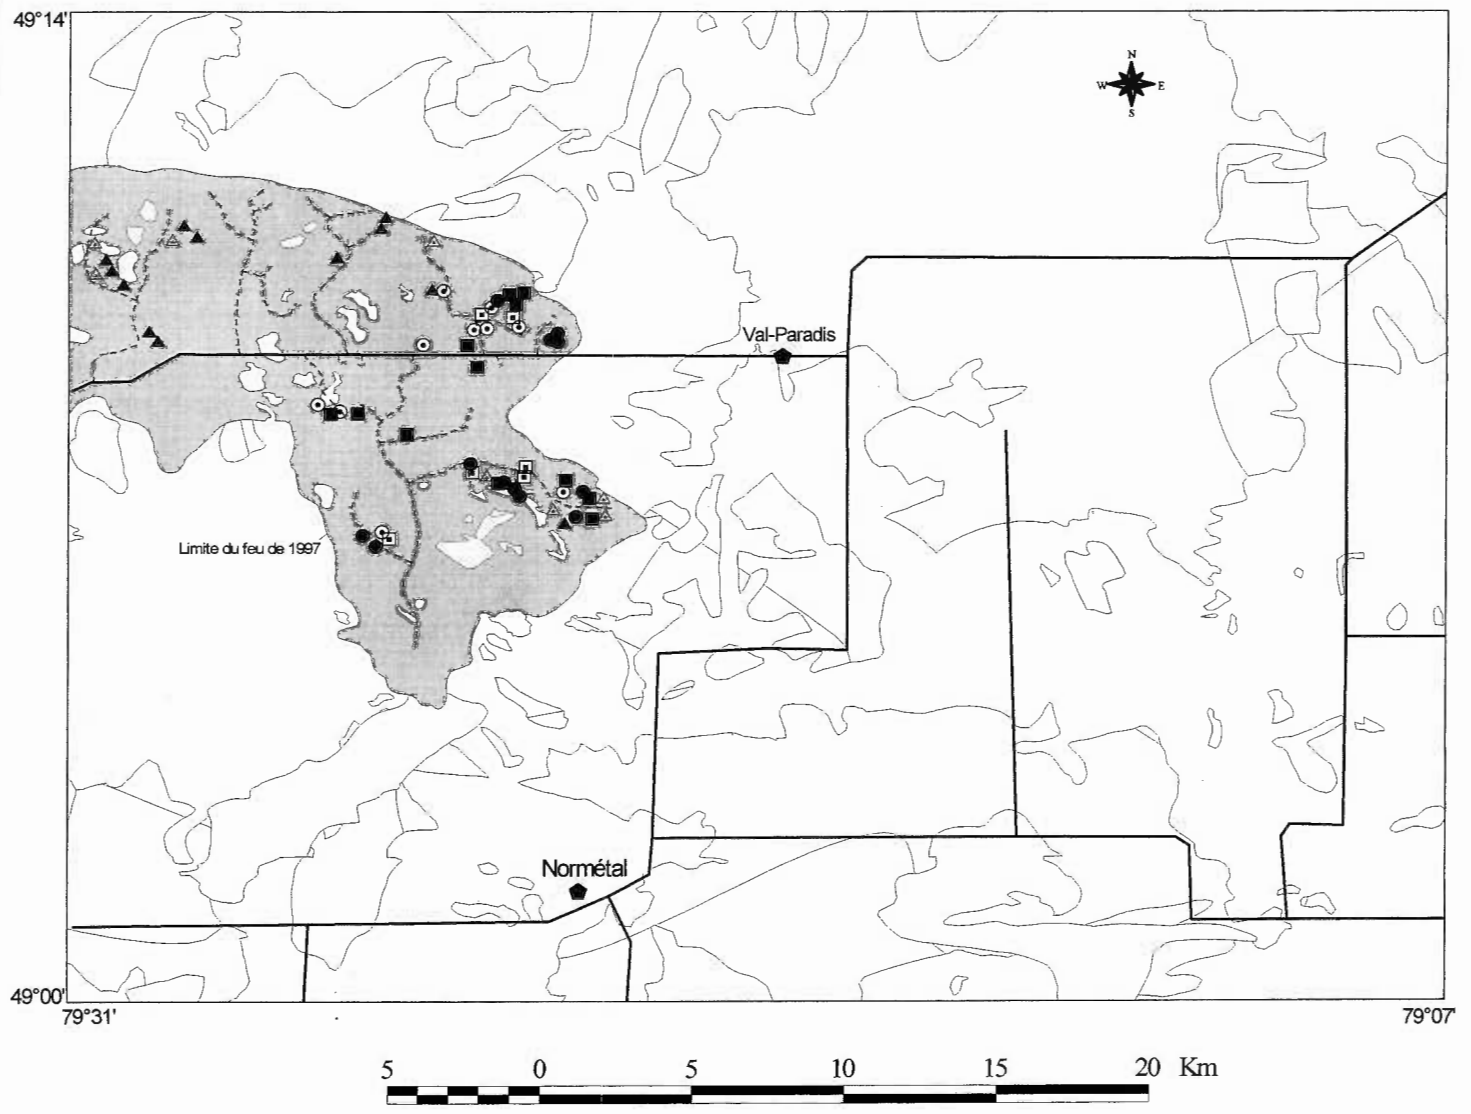 49°14'
N
W E
S
Val-Paradis
Limite du feu de 1997
Normétal
49°00'
79°31' 79°07'
5 0 5 10 15 20 Km